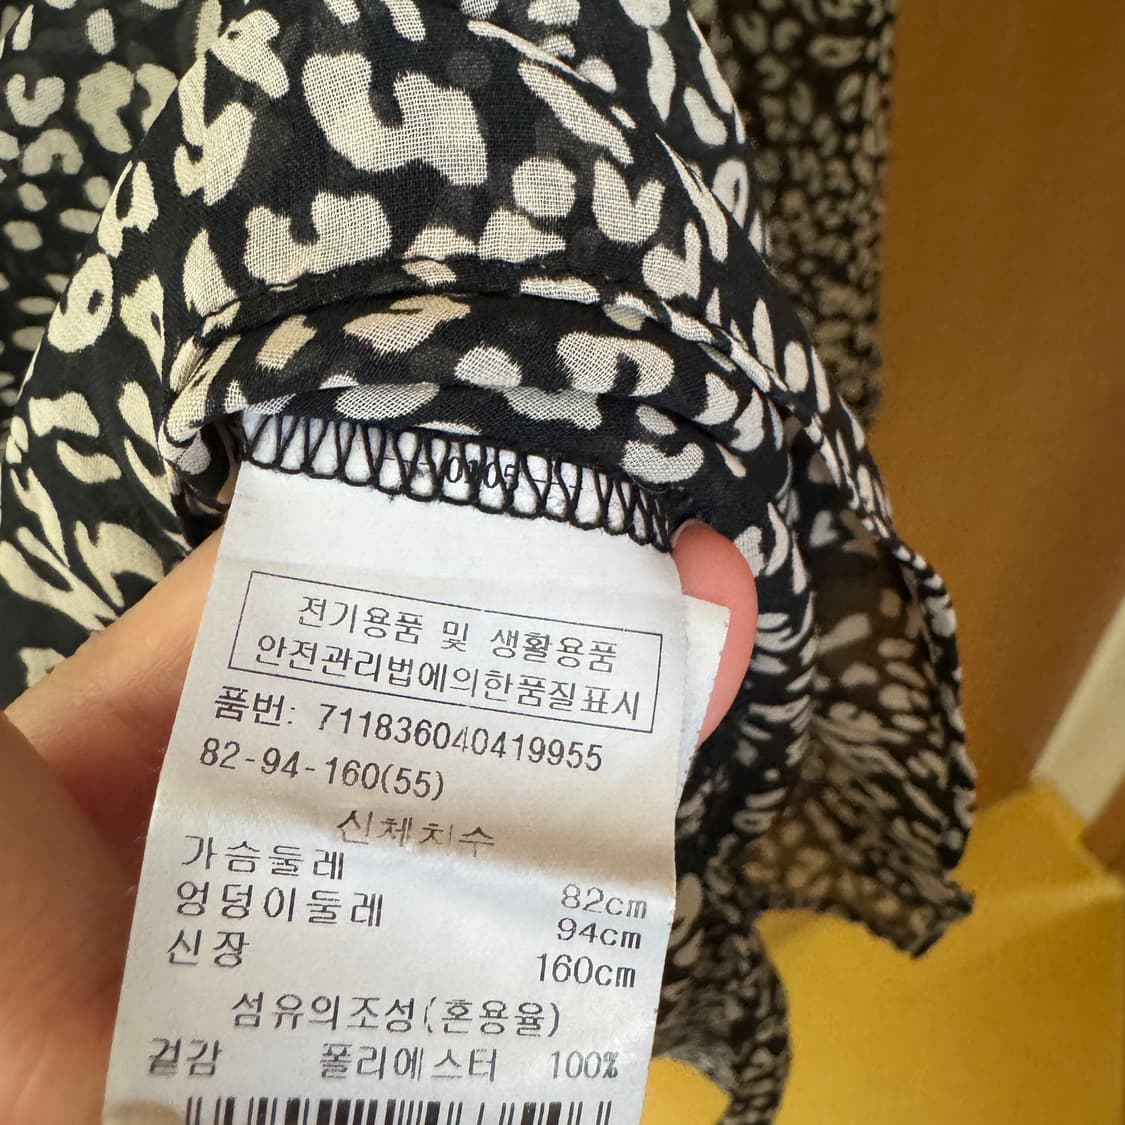 0105
전기용품 및 생활용품
안전관리법에의한품질표시
품번: 711836040419955
82-94-160(55)
신체치수
가슴둘레 82cm
엉덩이둘레 94cm
신장 160cm
섬유의조성(혼용율)
겉감 폴리에스터 100%